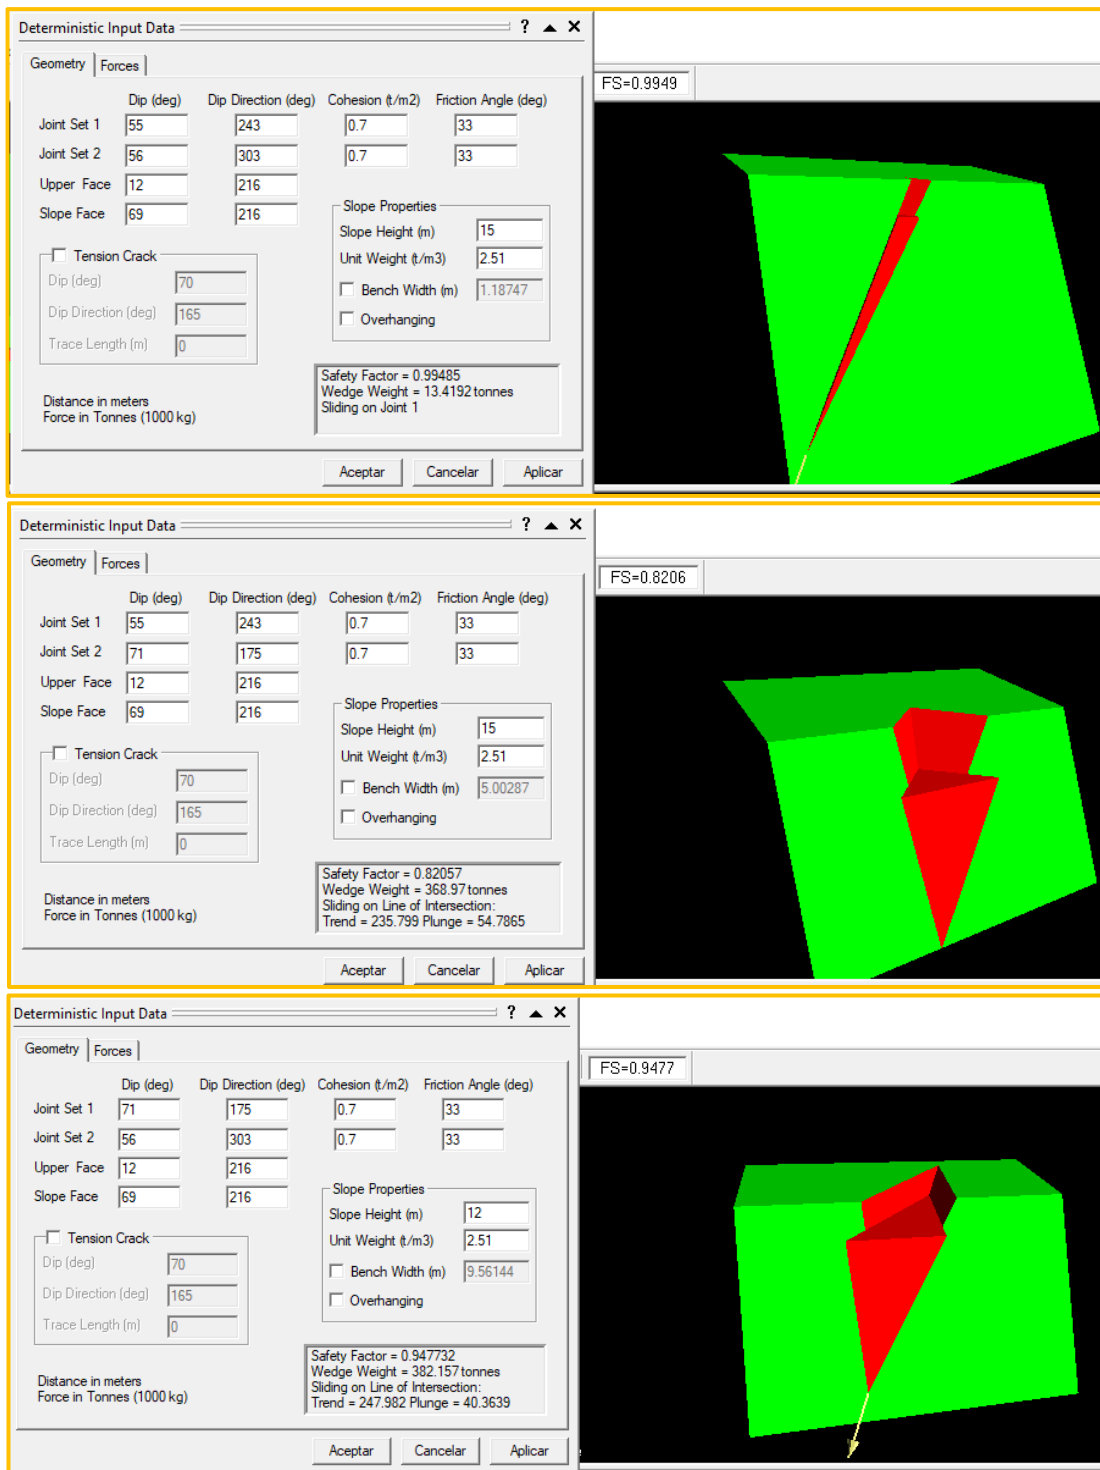 Deterministic Input Data ? ▲ ✕
Geometry Forces
FS=0.9949
Dip (deg) Dip Direction (deg) Cohesion (t/m2) Friction Angle (deg)
Joint Set 1 55 243 0.7 33
Joint Set 2 56 303 0.7 33
Upper Face 12 216
Slope Face 69 216
Slope Properties
Slope Height (m) 15
Unit Weight (t/m3) 2.51
Bench Width (m) 1.18747
Overhanging
Tension Crack
Dip (deg) 70
Dip Direction (deg) 165
Trace Length (m) 0
Safety Factor = 0.99485
Wedge Weight = 13.4192 tonnes
Sliding on Joint 1
Distance in meters
Force in Tonnes (1000 kg)
Aceptar Cancelar Aplicar
Deterministic Input Data ? ▲ ✕
Geometry Forces
FS=0.8206
Dip (deg) Dip Direction (deg) Cohesion (t/m2) Friction Angle (deg)
Joint Set 1 55 243 0.7 33
Joint Set 2 71 175 0.7 33
Upper Face 12 216
Slope Face 69 216
Slope Properties
Slope Height (m) 15
Unit Weight (t/m3) 2.51
Bench Width (m) 5.00287
Overhanging
Tension Crack
Dip (deg) 70
Dip Direction (deg) 165
Trace Length (m) 0
Safety Factor = 0.82057
Wedge Weight = 368.97 tonnes
Sliding on Line of Intersection:
Trend = 235.799 Plunge = 54.7865
Distance in meters
Force in Tonnes (1000 kg)
Aceptar Cancelar Aplicar
Deterministic Input Data ? ▲ ✕
Geometry Forces
FS=0.9477
Dip (deg) Dip Direction (deg) Cohesion (t/m2) Friction Angle (deg)
Joint Set 1 71 175 0.7 33
Joint Set 2 56 303 0.7 33
Upper Face 12 216
Slope Face 69 216
Slope Properties
Slope Height (m) 12
Unit Weight (t/m3) 2.51
Bench Width (m) 9.56144
Overhanging
Tension Crack
Dip (deg) 70
Dip Direction (deg) 165
Trace Length (m) 0
Safety Factor = 0.947732
Wedge Weight = 382.157 tonnes
Sliding on Line of Intersection:
Trend = 247.982 Plunge = 40.3639
Distance in meters
Force in Tonnes (1000 kg)
Aceptar Cancelar Aplicar